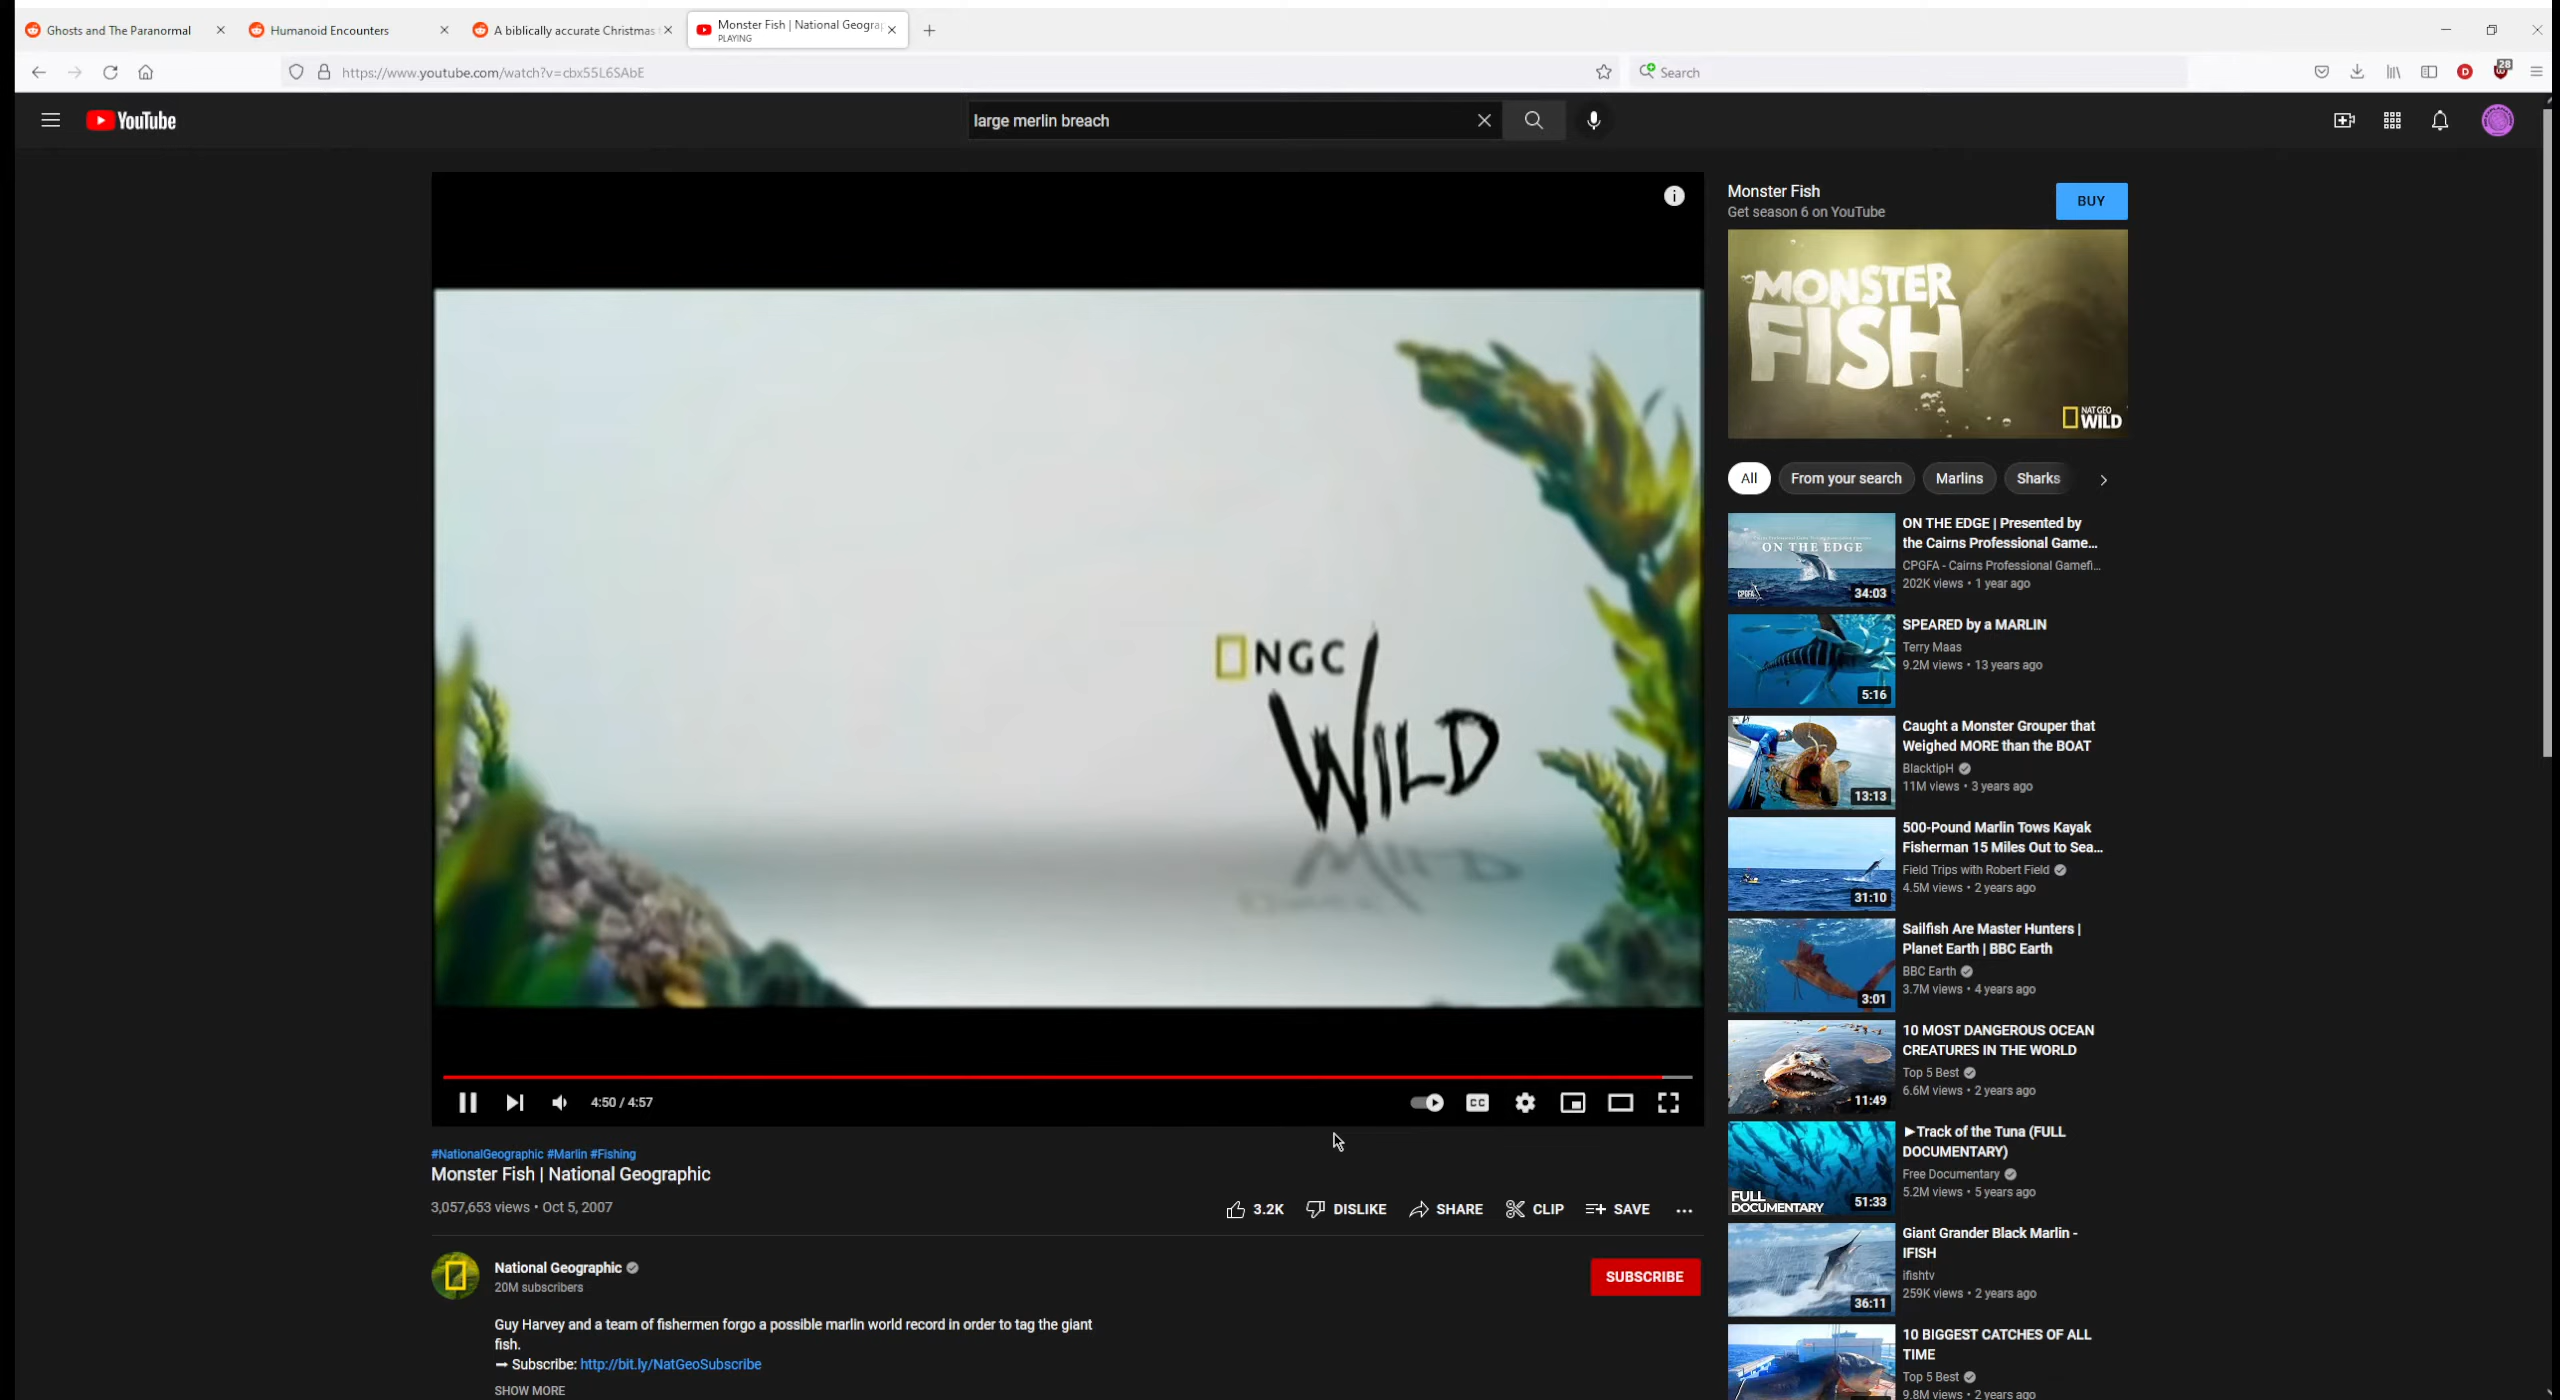 Ghosts and The Paranormal
Humanoid Encounters
A biblically accurate Christmas
Monster Fish | National Geograp
PLAYING
https://www.youtube.com/watch?v=cbx55L6SAbE
Search
28
YouTube
large merlin breach
NGC
WILD
4:50 / 4:57
CC
#NationalGeographic #Marlin #Fishing
Monster Fish | National Geographic
3,057,653 views • Oct 5, 2007
3.2K
DISLIKE
SHARE
CLIP
SAVE
National Geographic
20M subscribers
SUBSCRIBE
Guy Harvey and a team of fishermen forgo a possible marlin world record in order to tag the giant
fish.
➡ Subscribe: http://bit.ly/NatGeoSubscribe
SHOW MORE
Monster Fish
Get season 6 on YouTube
BUY
MONSTER
FISH
NAT GEO
WILD
All
From your search
Marlins
Sharks
ON THE EDGE
34:03
ON THE EDGE | Presented by
the Cairns Professional Game...
CPGFA - Cairns Professional Gamefi...
202K views • 1 year ago
5:16
SPEARED by a MARLIN
Terry Maas
9.2M views • 13 years ago
13:13
Caught a Monster Grouper that
Weighed MORE than the BOAT
BlacktipH
11M views • 3 years ago
31:10
500-Pound Marlin Tows Kayak
Fisherman 15 Miles Out to Sea...
Field Trips with Robert Field
4.5M views • 2 years ago
3:01
Sailfish Are Master Hunters |
Planet Earth | BBC Earth
BBC Earth
3.7M views • 4 years ago
11:49
10 MOST DANGEROUS OCEAN
CREATURES IN THE WORLD
Top 5 Best
6.6M views • 2 years ago
FULL
DOCUMENTARY
51:33
►Track of the Tuna (FULL
DOCUMENTARY)
Free Documentary
5.2M views • 5 years ago
36:11
Giant Grander Black Marlin -
IFISH
ifishtv
259K views • 2 years ago
10 BIGGEST CATCHES OF ALL
TIME
Top 5 Best
9.8M views • 2 years ago